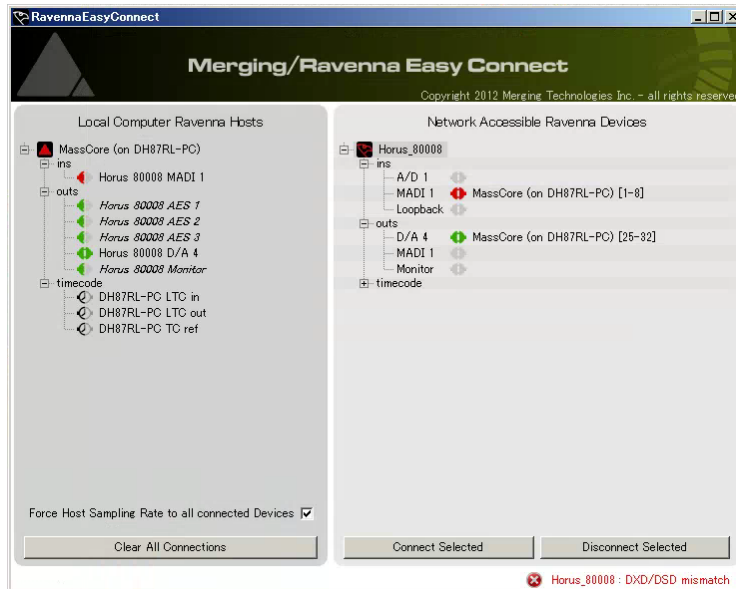 RavennaEasyConnect
Merging/Ravenna Easy Connect
Copyright 2012 Merging Technologies Inc. - all rights reserve
Local Computer Ravenna Hosts
MassCore (on DH87RL-PC)
ins
Horus 80008 MADI 1
outs
Horus 80008 AES 1
Horus 80008 AES 2
Horus 80008 AES 3
Horus 80008 D/A 4
Horus 80008 Monitor
timecode
DH87RL-PC LTC in
DH87RL-PC LTC out
DH87RL-PC TC ref
Force Host Sampling Rate to all connected Devices
Clear All Connections
Network Accessible Ravenna Devices
Horus_80008
ins
A/D 1
MADI 1 MassCore (on DH87RL-PC) [1-8]
Loopback
outs
D/A 4 MassCore (on DH87RL-PC) [25-32]
MADI 1
Monitor
timecode
Connect Selected
Disconnect Selected
Horus_80008 : DXD/DSD mismatch